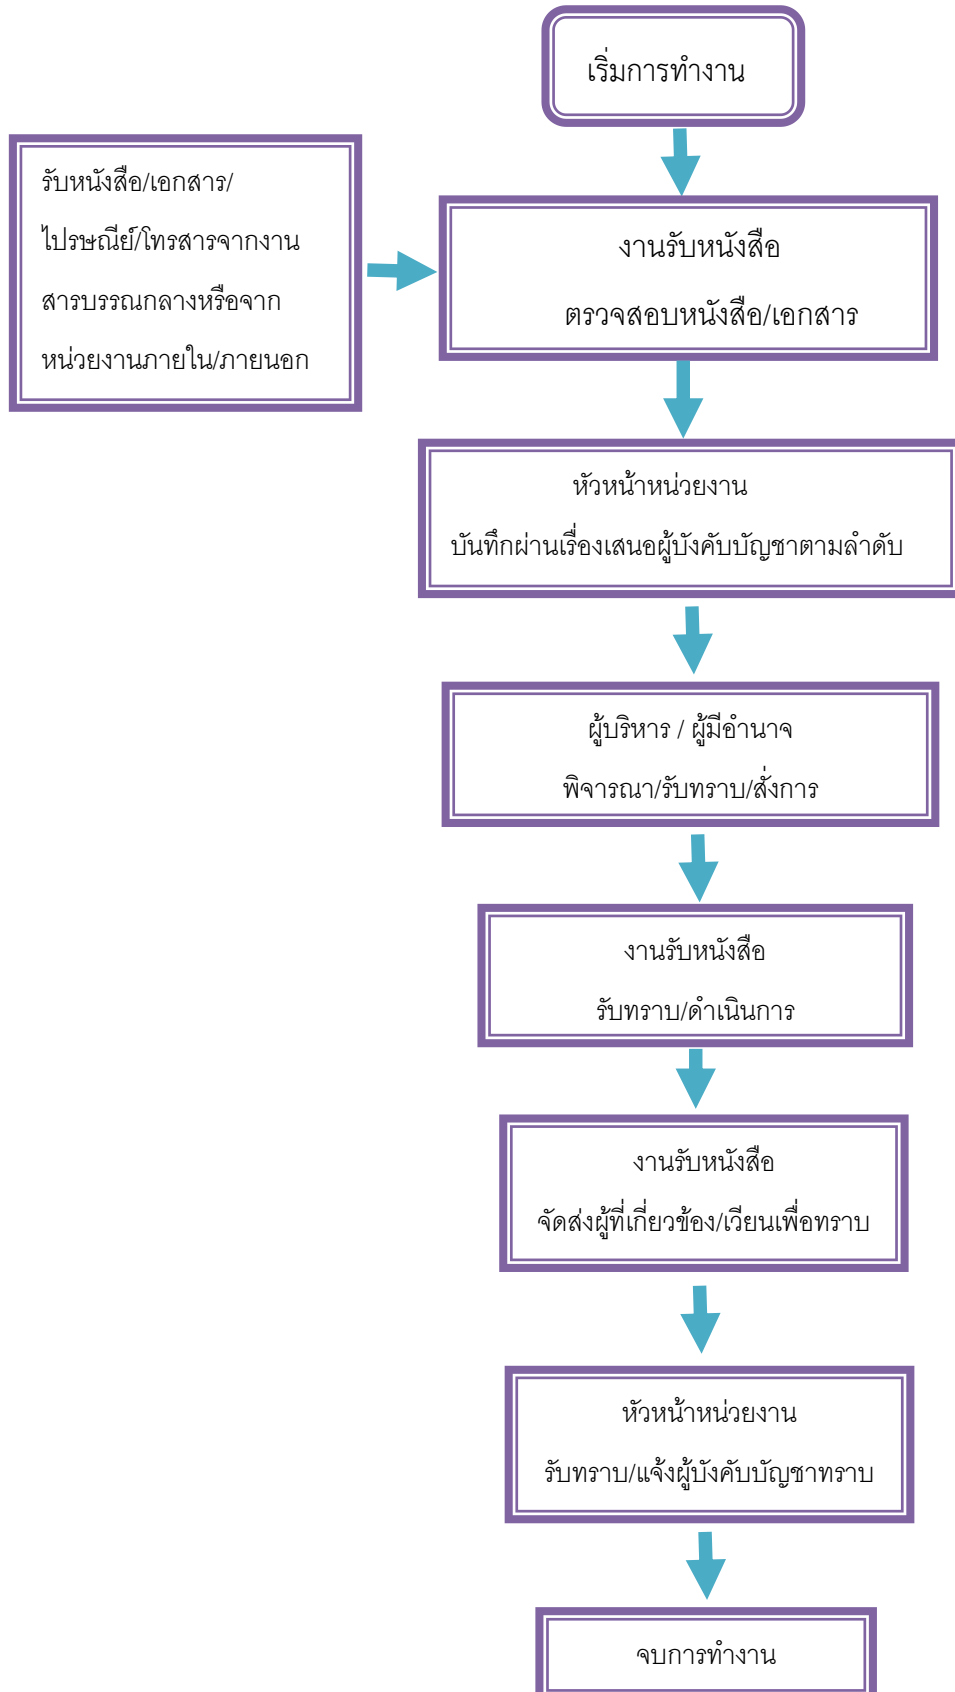 เริ่มการทำงาน
รับหนังสือ/เอกสาร/
ไปรษณีย์/โทรสารจากงาน
สารบรรณกลางหรือจาก
หน่วยงานภายใน/ภายนอก
งานรับหนังสือ
ตรวจสอบหนังสือ/เอกสาร
หัวหน้าหน่วยงาน
บันทึกผ่านเรื่องเสนอผู้บังคับบัญชาตามลำดับ
ผู้บริหาร / ผู้มีอำนาจ
พิจารณา/รับทราบ/สั่งการ
งานรับหนังสือ
รับทราบ/ดำเนินการ
งานรับหนังสือ
จัดส่งผู้ที่เกี่ยวข้อง/เวียนเพื่อทราบ
หัวหน้าหน่วยงาน
รับทราบ/แจ้งผู้บังคับบัญชาทราบ
จบการทำงาน